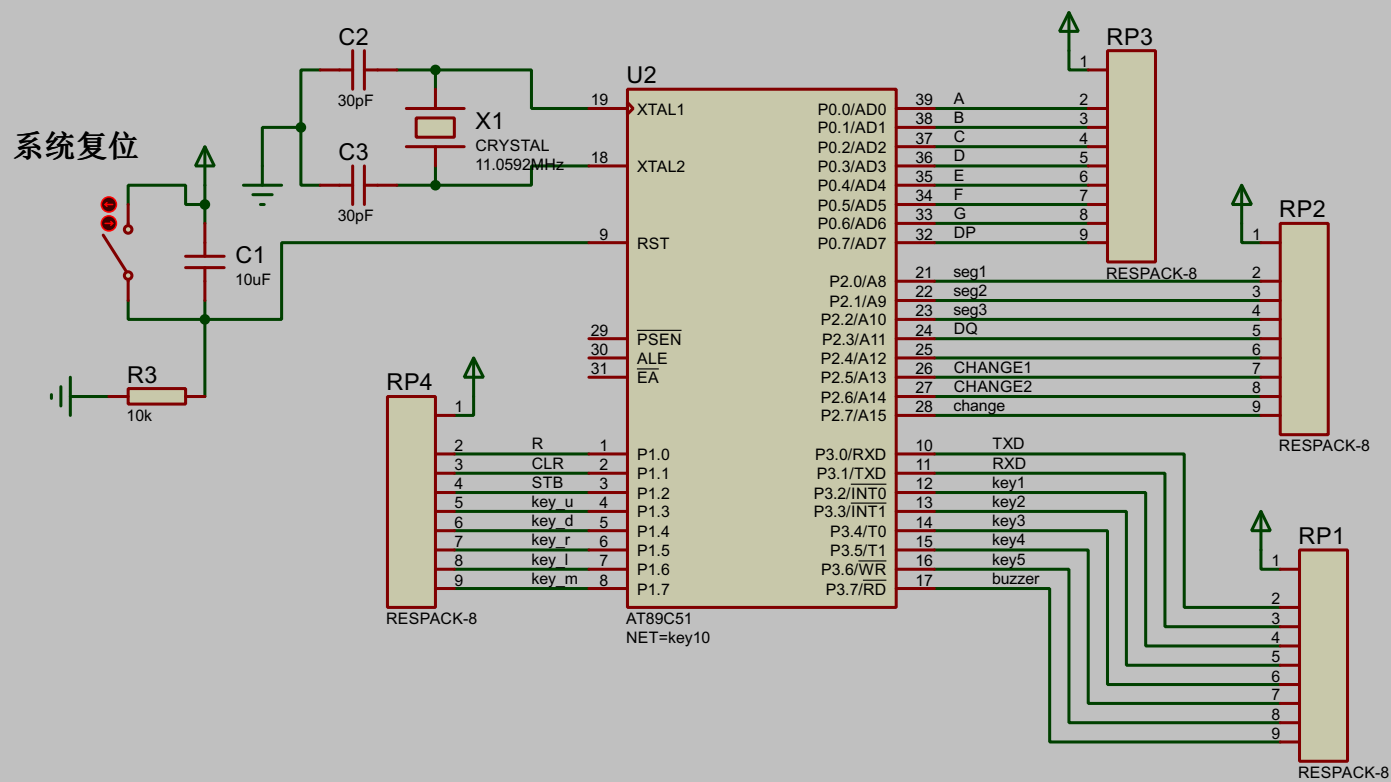 系统复位
C2
30pF
C3
30pF
X1
CRYSTAL
11.0592MHz
C1
10uF
R3
10k
U2
19 XTAL1
18 XTAL2
9 RST
29 PSEN
30 ALE
31 EA
1 P1.0
2 P1.1
3 P1.2
4 P1.3
5 P1.4
6 P1.5
7 P1.6
8 P1.7
P0.0/AD0 39 A
P0.1/AD1 38 B
P0.2/AD2 37 C
P0.3/AD3 36 D
P0.4/AD4 35 E
P0.5/AD5 34 F
P0.6/AD6 33 G
P0.7/AD7 32 DP
P2.0/A8 21 seg1
P2.1/A9 22 seg2
P2.2/A10 23 seg3
P2.3/A11 24 DQ
P2.4/A12 25
P2.5/A13 26 CHANGE1
P2.6/A14 27 CHANGE2
P2.7/A15 28 change
P3.0/RXD 10 TXD
P3.1/TXD 11 RXD
P3.2/INT0 12 key1
P3.3/INT1 13 key2
P3.4/T0 14 key3
P3.5/T1 15 key4
P3.6/WR 16 key5
P3.7/RD 17 buzzer
AT89C51
NET=key10
RP4
1
2 R
3 CLR
4 STB
5 key_u
6 key_d
7 key_r
8 key_l
9 key_m
RESPACK-8
RP3
1
2
3
4
5
6
7
8
9
RESPACK-8
RP2
1
2
3
4
5
6
7
8
9
RESPACK-8
RP1
1
2
3
4
5
6
7
8
9
RESPACK-8